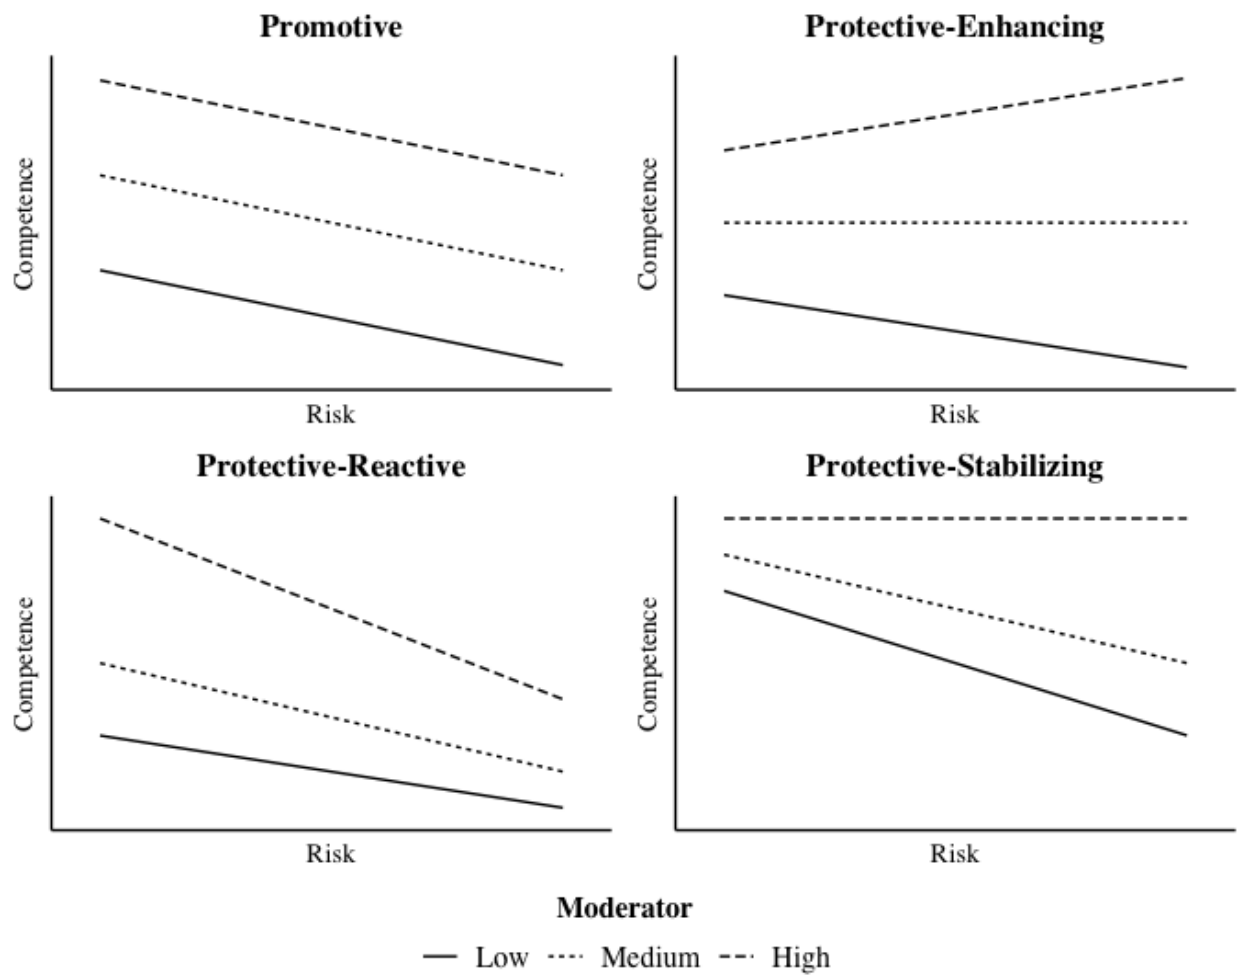 Promotive
Protective-Enhancing
Competence
Risk
Competence
Risk
Protective-Reactive
Protective-Stabilizing
Competence
Risk
Competence
Risk
Moderator
Low Medium High